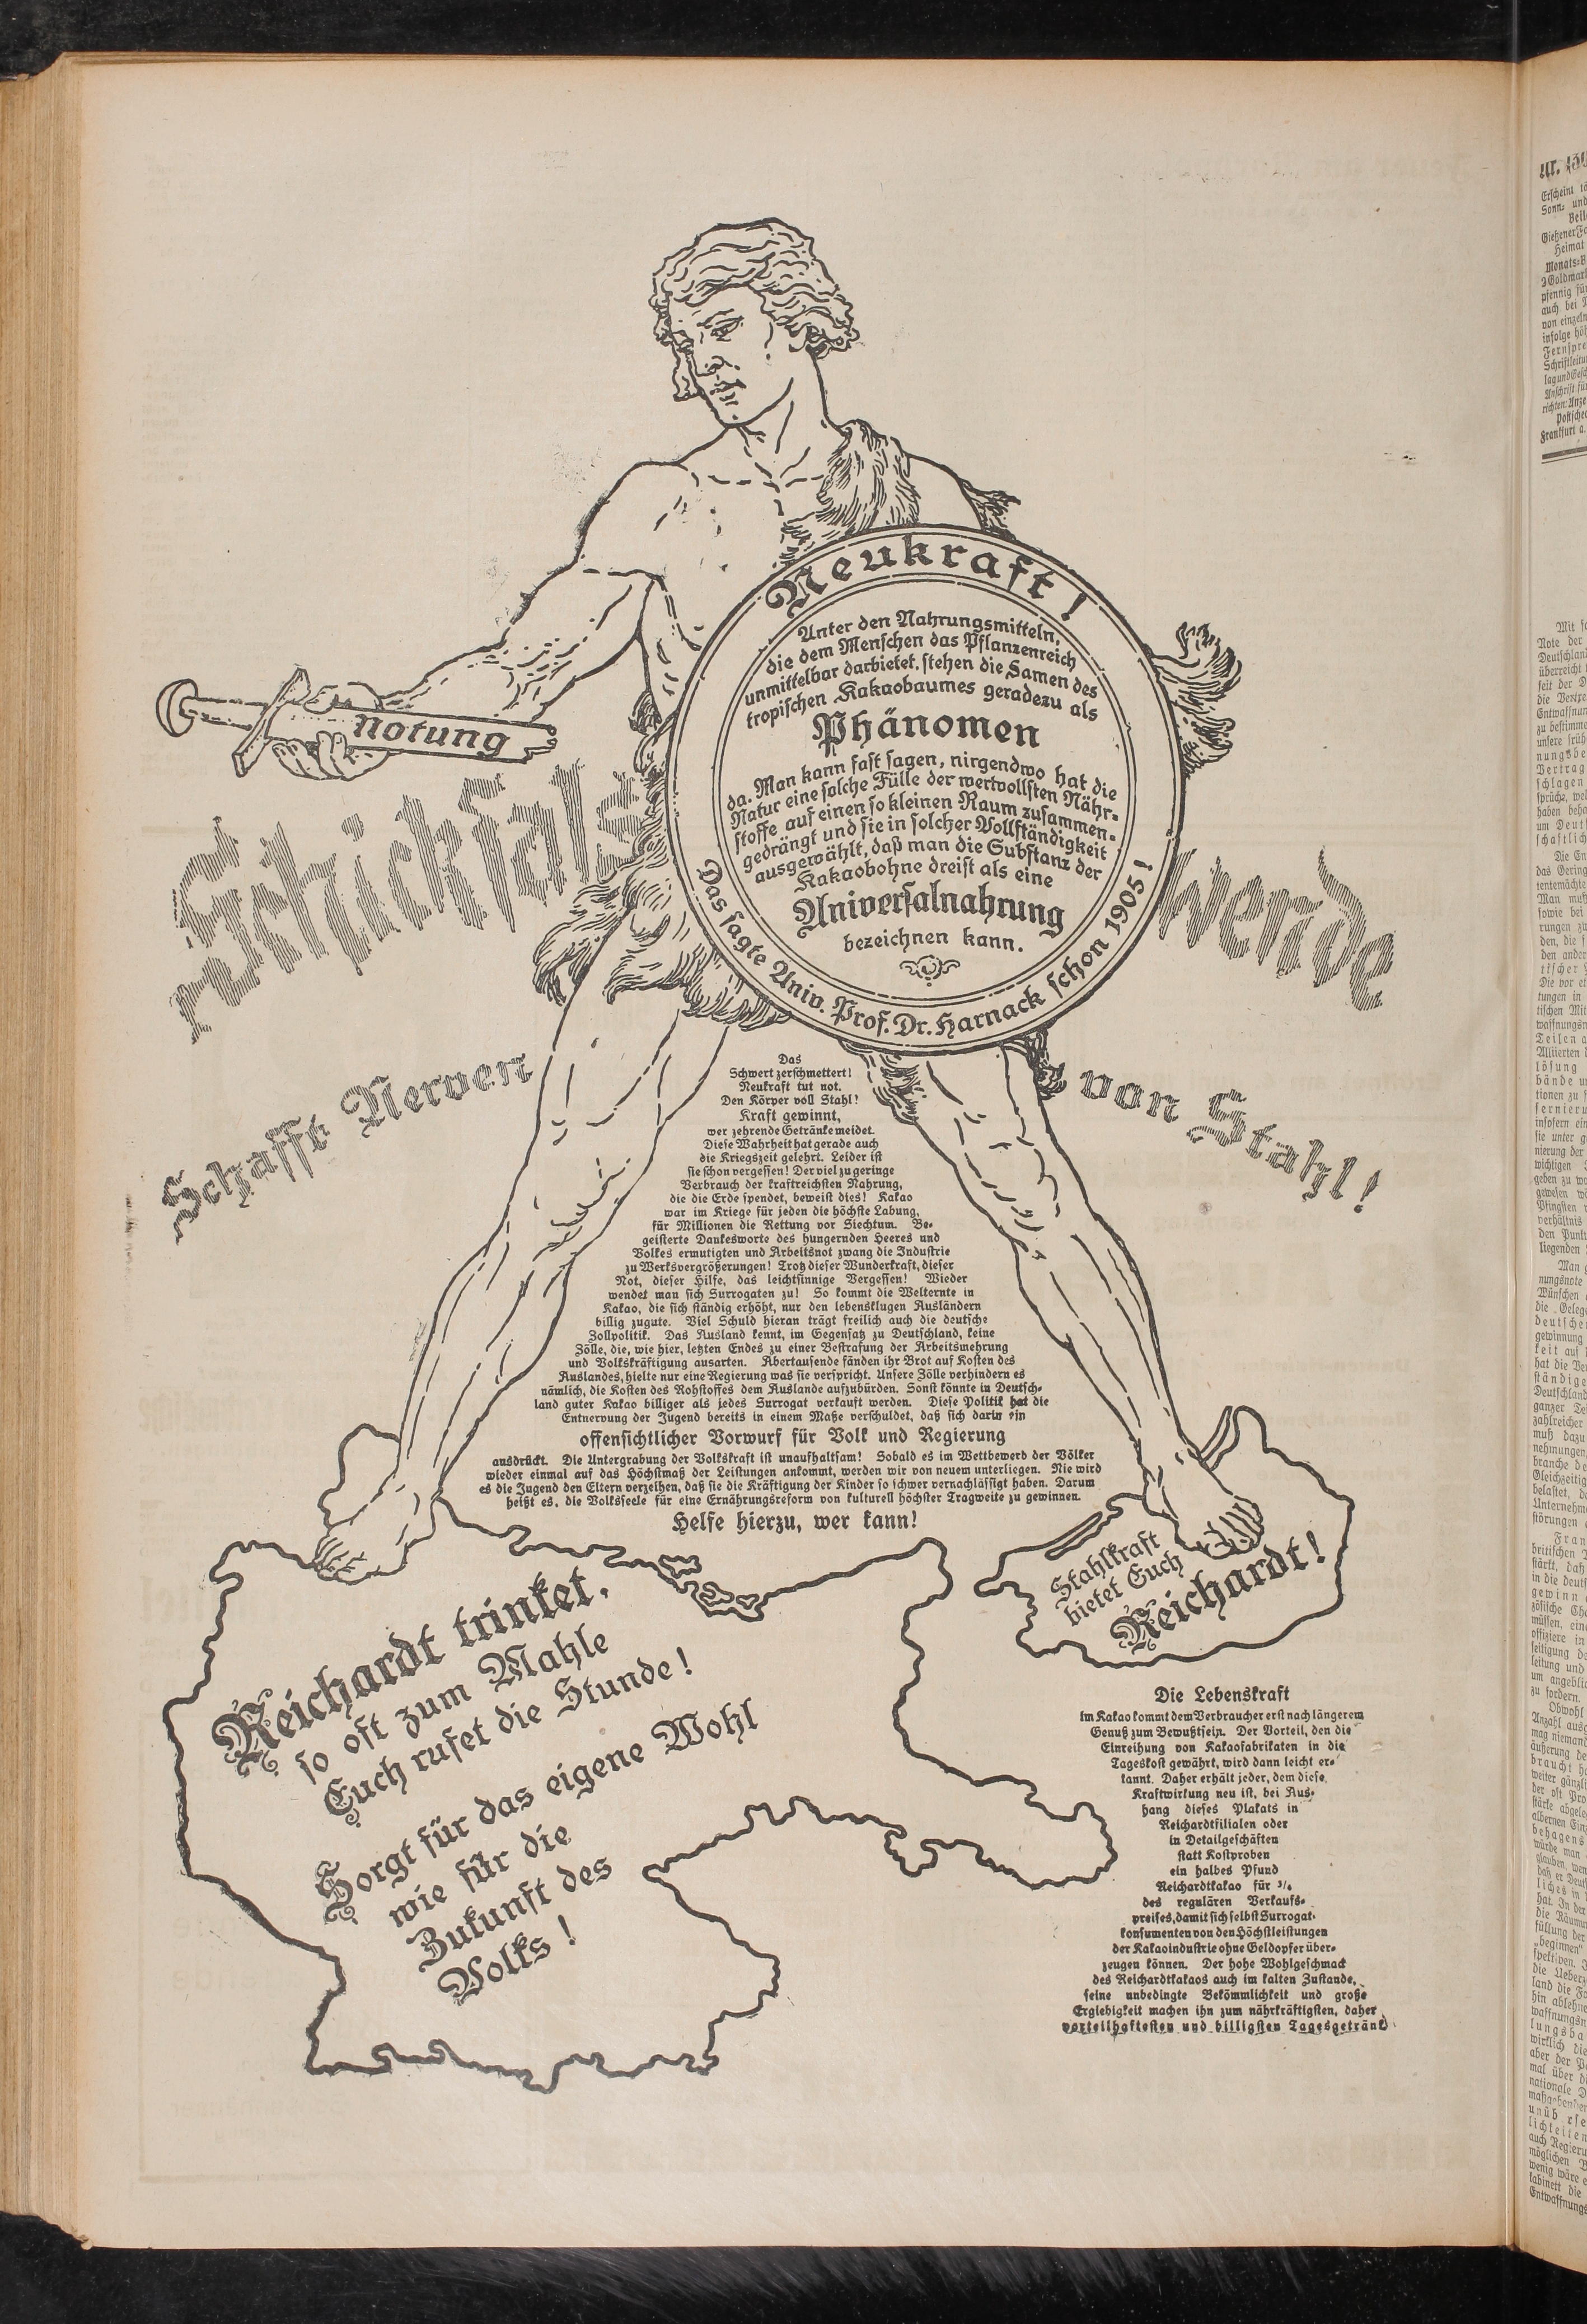 Neukraft!
Unter den Nahrungsmitteln,
die dem Menschen das Pflanzenreich
unmittelbar darbietet, stehen die Samen des
tropischen Kakaobaumes geradezu als
Phänomen
da. Man kann fast sagen, nirgendwo hat die
Natur eine solche Fülle der wertvollsten Nähr-
stoffe auf einen so kleinen Raum zusammen-
gedrängt und sie in solcher Vollständigkeit
ausgewählt, daß man die Substanz der
Kakaobohne dreist als eine
Universalnahrung
bezeichnen kann.
Das sagte Univ. Prof. Dr. Harnack schon 1905!
Notung
Schicksals
Wende
Schafft Nerven
von Stahl!
Das
Schwert zerschmettert!
Neukraft tut not.
Den Körper voll Stahl!
Kraft gewinnt,
wer zehrende Getränke meidet.
Diese Wahrheit hat gerade auch
die Kriegszeit gelehrt. Leider ist
sie schon vergessen! Der viel zu geringe
Verbrauch der kraftreichsten Nahrung,
die die Erde spendet, beweist dies! Kakao
war im Kriege für jeden die höchste Labung,
für Millionen die Rettung vor Siechtum. Be-
geisterte Dankesworte des hungernden Heeres und
Volkes ermutigten und Arbeitsnot zwang die Industrie
zu Werksvergrößerungen! Trotz dieser Wunderkraft, dieser
Not, dieser Hilfe, das leichtsinnige Vergessen! Wieder
wendet man sich Surrogaten zu! So kommt die Welternte in
Kakao, die sich ständig erhöht, nur den lebensklugen Ausländern
billig zugute. Viel Schuld hieran trägt freilich auch die deutsche
Zollpolitik. Das Ausland kennt, im Gegensatz zu Deutschland, keine
Zölle, die, wie hier, letzten Endes zu einer Bestrafung der Arbeitsmehrung
und Volkskräftigung ausarten. Abertausende fänden ihr Brot auf Kosten des
Auslandes, hielte nur eine Regierung was sie verspricht. Unsere Zölle verhindern es
nämlich, die Kosten des Rohstoffes dem Auslande aufzubürden. Sonst könnte in Deutsch-
land guter Kakao billiger als jedes Surrogat verkauft werden. Diese Politik hat die
Entnervung der Jugend bereits in einem Maße verschuldet, daß sich darin ein
offensichtlicher Vorwurf für Volk und Regierung
ausdrückt. Die Untergrabung der Volkskraft ist unaufhaltsam! Sobald es im Wettbewerb der Völker
wieder einmal auf das Höchstmaß der Leistungen ankommt, werden wir von neuem unterliegen. Nie wird
es die Jugend den Eltern verzeihen, daß sie die Kräftigung der Kinder so schwer vernachlässigt haben. Darum
heißt es, die Volksseele für eine Ernährungsreform von kulturell höchster Tragweite zu gewinnen.
Helfe hierzu, wer kann!
Stahlkraft
bietet Euch
Reichardt!
Reichardt trinket,
so oft zum Mahle
Euch rufet die Stunde!
Sorgt für das eigene Wohl
wie für die
Zukunft des
Volks!
Die Lebenskraft
im Kakao kommt dem Verbraucher erst nach längerem
Genuß zum Bewußtsein. Der Vorteil, den die
Einreihung von Kakaofabrikaten in die
Tageskost gewährt, wird dann leicht er-
kannt. Daher erhält jeder, dem diese
Kraftwirkung neu ist, bei Aus-
hang dieses Plakats in
Reichardtfilialen oder
in Detailgeschäften
statt Kostproben
ein halbes Pfund
Reichardtkakao für ³/₄
des regulären Verkaufs-
preises, damit sich selbst Surrogat-
konsumenten von den Höchstleistungen
der Kakaoindustrie ohne Geldopfer über-
zeugen können. Der hohe Wohlgeschmack
des Reichardtkakaos auch im kalten Zustande,
seine unbedingte Bekömmlichkeit und große
Ergiebigkeit machen ihn zum nährkräftigsten, daher
vorteilhaftesten und billigsten Tagesgetränk